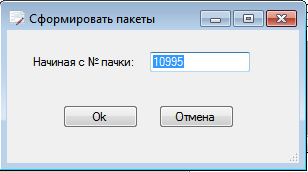 Сформировать пакеты
Начиная с № пачки: 10995
Ok Отмена